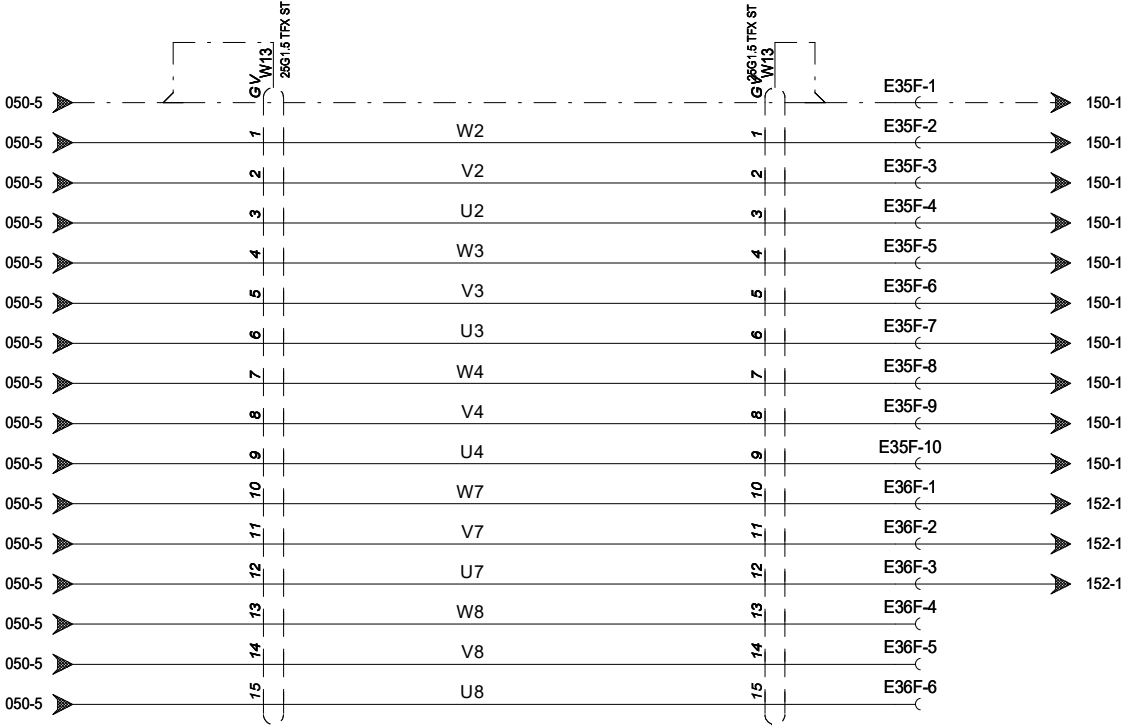 25G1.5 TFX ST
W13
GV
25G1.5 TFX ST
W13
GV
050-5 E35F-1 150-1
050-5 1 W2 1 E35F-2 150-1
050-5 2 V2 2 E35F-3 150-1
050-5 3 U2 3 E35F-4 150-1
050-5 4 W3 4 E35F-5 150-1
050-5 5 V3 5 E35F-6 150-1
050-5 6 U3 6 E35F-7 150-1
050-5 7 W4 7 E35F-8 150-1
050-5 8 V4 8 E35F-9 150-1
050-5 9 U4 9 E35F-10 150-1
050-5 10 W7 10 E36F-1 152-1
050-5 11 V7 11 E36F-2 152-1
050-5 12 U7 12 E36F-3 152-1
050-5 13 W8 13 E36F-4
050-5 14 V8 14 E36F-5
050-5 15 U8 15 E36F-6